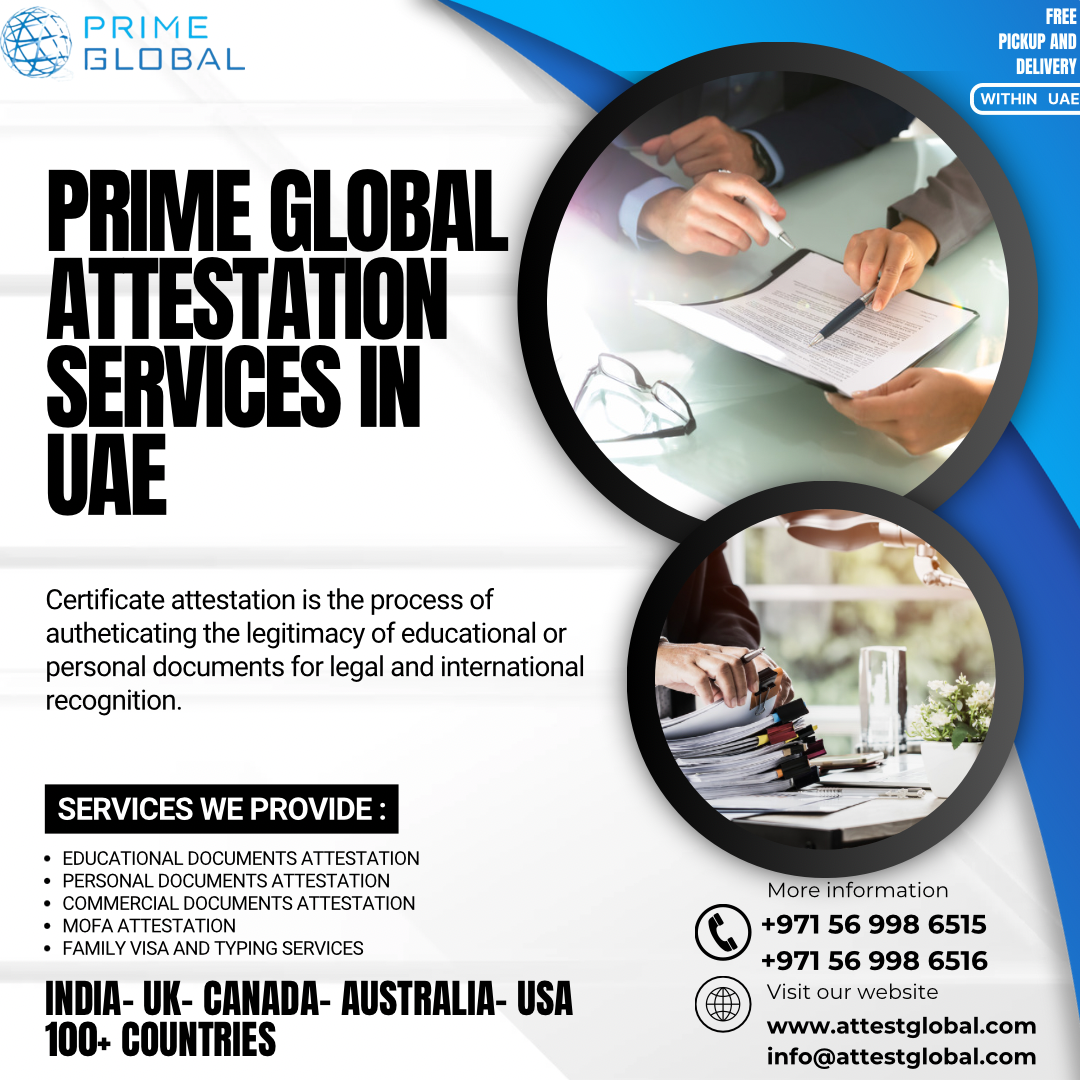 PRIME
GLOBAL
FREE
PICKUP AND
DELIVERY
WITHIN UAE
PRIME GLOBAL
ATTESTATION
SERVICES IN
UAE
Certificate attestation is the process of
autheticating the legitimacy of educational or
personal documents for legal and international
recognition.
SERVICES WE PROVIDE :
• EDUCATIONAL DOCUMENTS ATTESTATION
• PERSONAL DOCUMENTS ATTESTATION
• COMMERCIAL DOCUMENTS ATTESTATION
• MOFA ATTESTATION
• FAMILY VISA AND TYPING SERVICES
INDIA- UK- CANADA- AUSTRALIA- USA
100+ COUNTRIES
More information
+971 56 998 6515
+971 56 998 6516
Visit our website
www.attestglobal.com
info@attestglobal.com